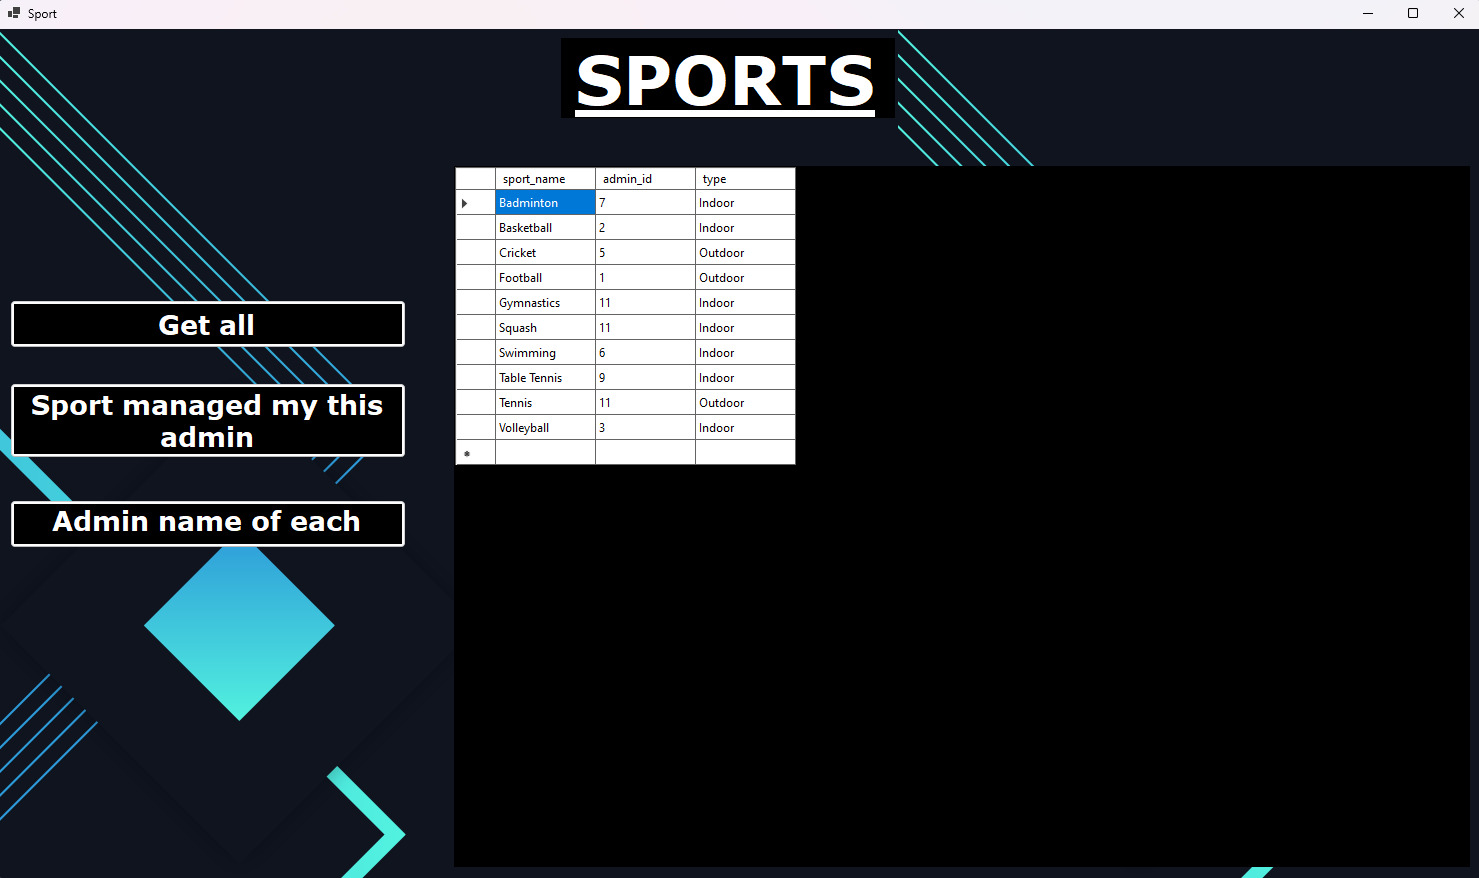 Sport
SPORTS
Get all
Sport managed my this
admin
Admin name of each
sport_name admin_id type
Badminton 7 Indoor
Basketball 2 Indoor
Cricket 5 Outdoor
Football 1 Outdoor
Gymnastics 11 Indoor
Squash 11 Indoor
Swimming 6 Indoor
Table Tennis 9 Indoor
Tennis 11 Outdoor
Volleyball 3 Indoor